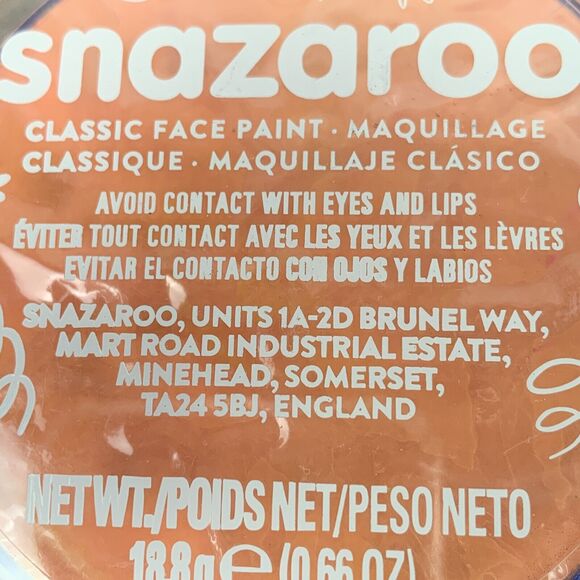 snazaroo
CLASSIC FACE PAINT · MAQUILLAGE
CLASSIQUE · MAQUILLAJE CLÁSICO
AVOID CONTACT WITH EYES AND LIPS
ÉVITER TOUT CONTACT AVEC LES YEUX ET LES LÈVRES
EVITAR EL CONTACTO CON OJOS Y LABIOS
SNAZAROO, UNITS 1A-2D BRUNEL WAY,
MART ROAD INDUSTRIAL ESTATE,
MINEHEAD, SOMERSET,
TA24 5BJ, ENGLAND
NET WT./POIDS NET/PESO NETO
18.8g e (0.66 OZ)